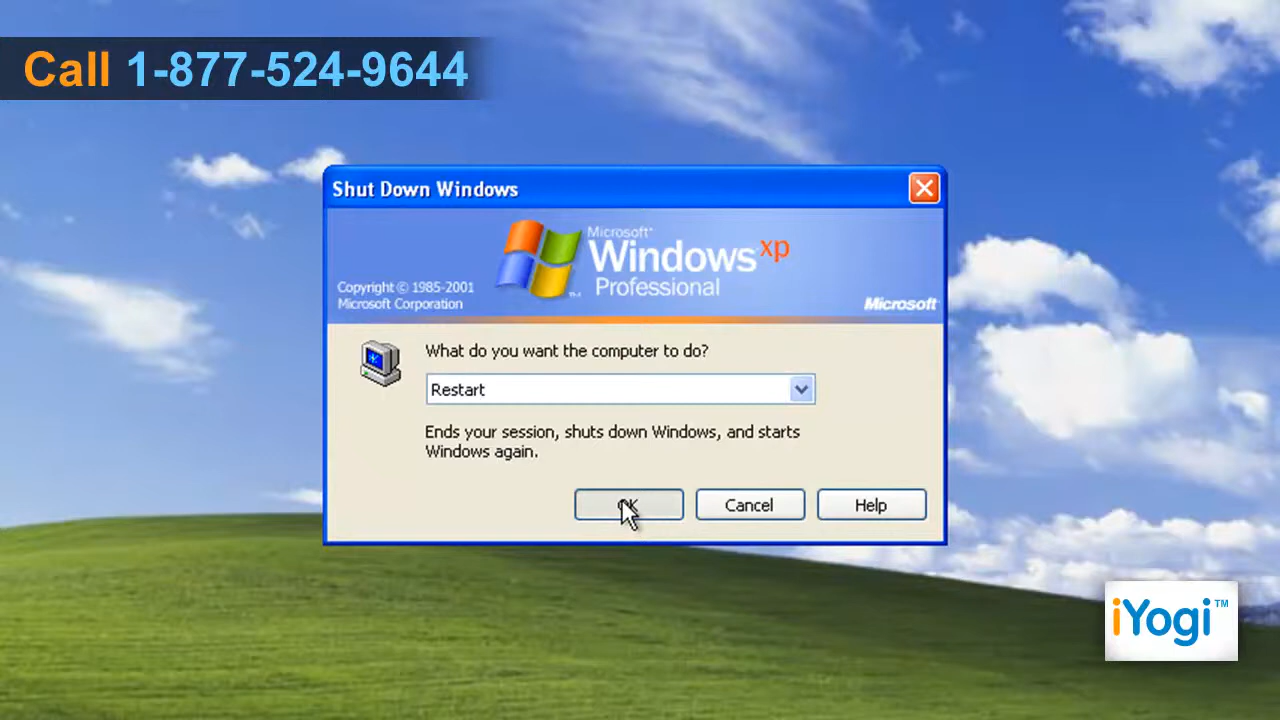 Call 1-877-524-9644
Shut Down Windows
Microsoft®
Windows xp
Professional
TM
Copyright © 1985-2001
Microsoft Corporation
Microsoft
What do you want the computer to do?
Restart
Ends your session, shuts down Windows, and starts
Windows again.
OK Cancel Help
iYogi™